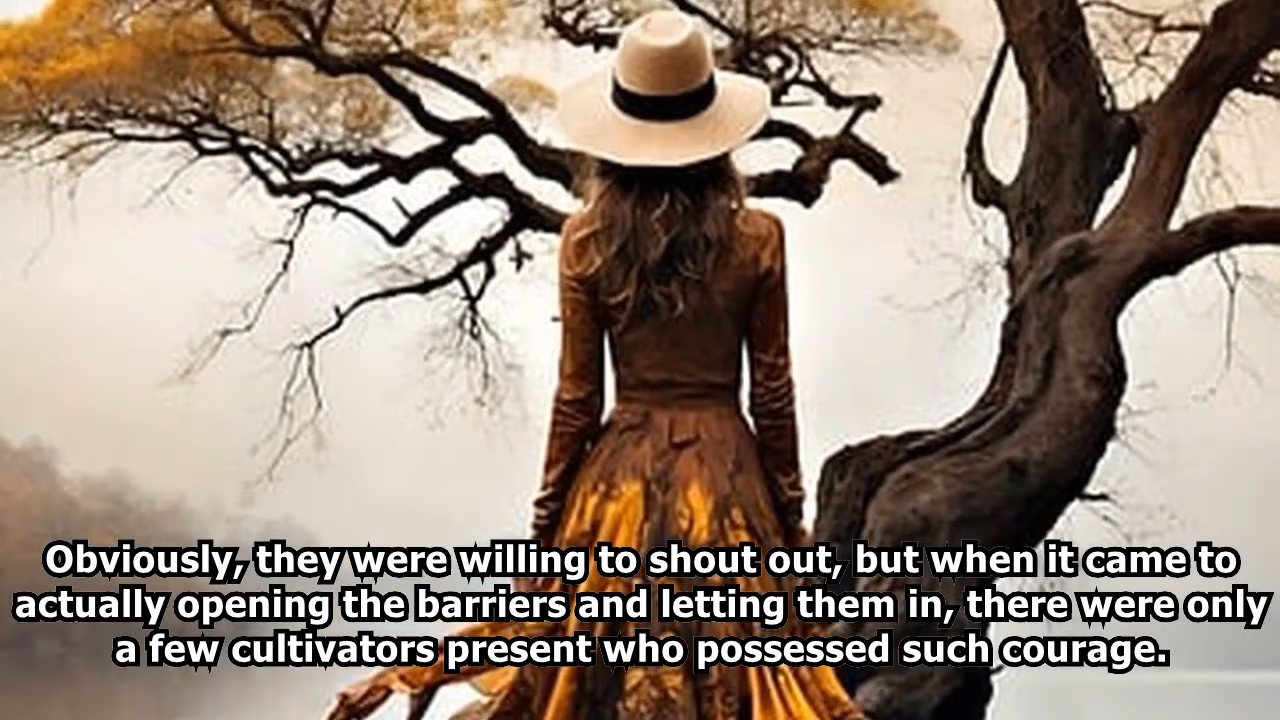 Obviously, they were willing to shout out, but when it came to
actually opening the barriers and letting them in, there were only
a few cultivators present who possessed such courage.